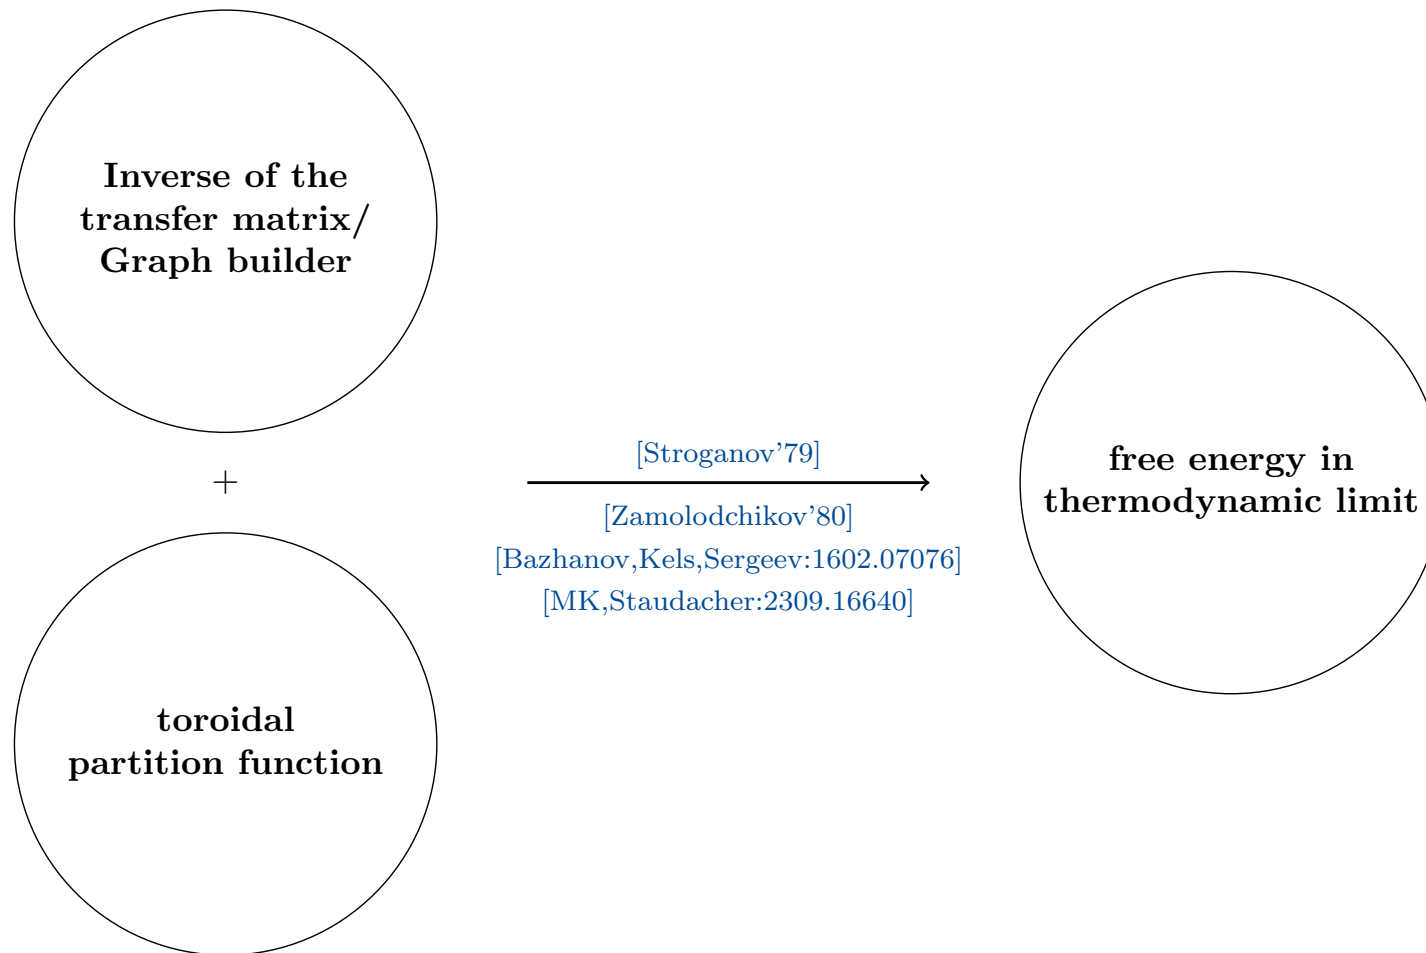 Inverse of the
transfer matrix/
Graph builder
+
toroidal
partition function
[Stroganov’79]
[Zamolodchikov’80]
[Bazhanov,Kels,Sergeev:1602.07076]
[MK,Staudacher:2309.16640]
free energy in
thermodynamic limit